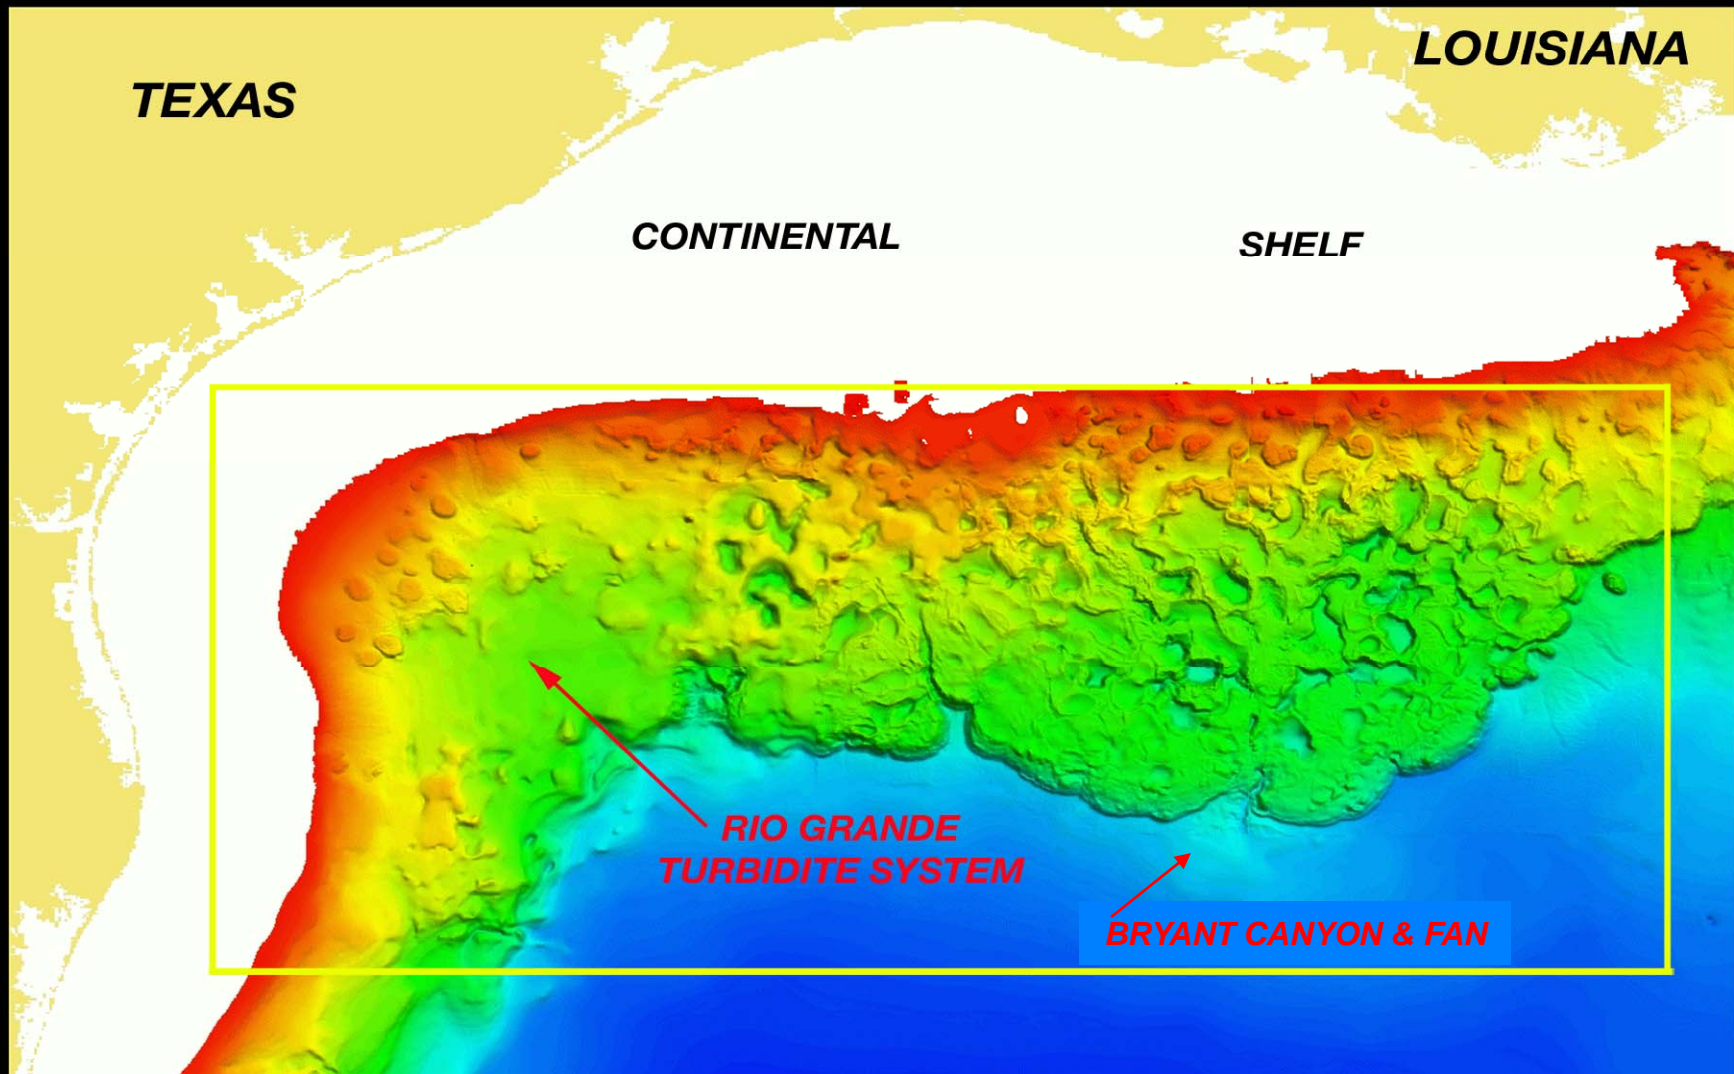 TEXAS
LOUISIANA
CONTINENTAL SHELF
RIO GRANDE
TURBIDITE SYSTEM
BRYANT CANYON & FAN